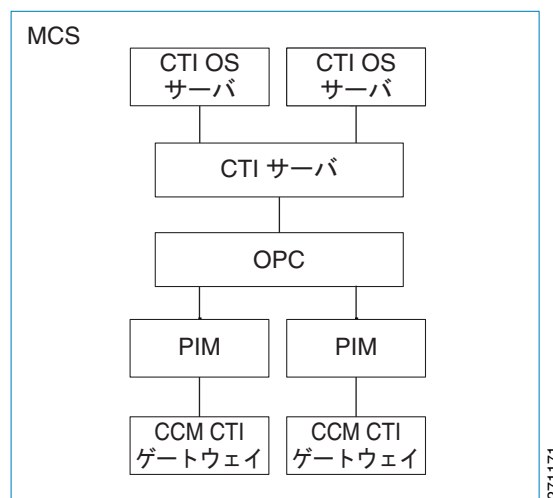 MCS
CTI OS
サーバ
CTI OS
サーバ
CTI サーバ
OPC
PIM
PIM
CCM CTI
ゲートウェイ
CCM CTI
ゲートウェイ
271171